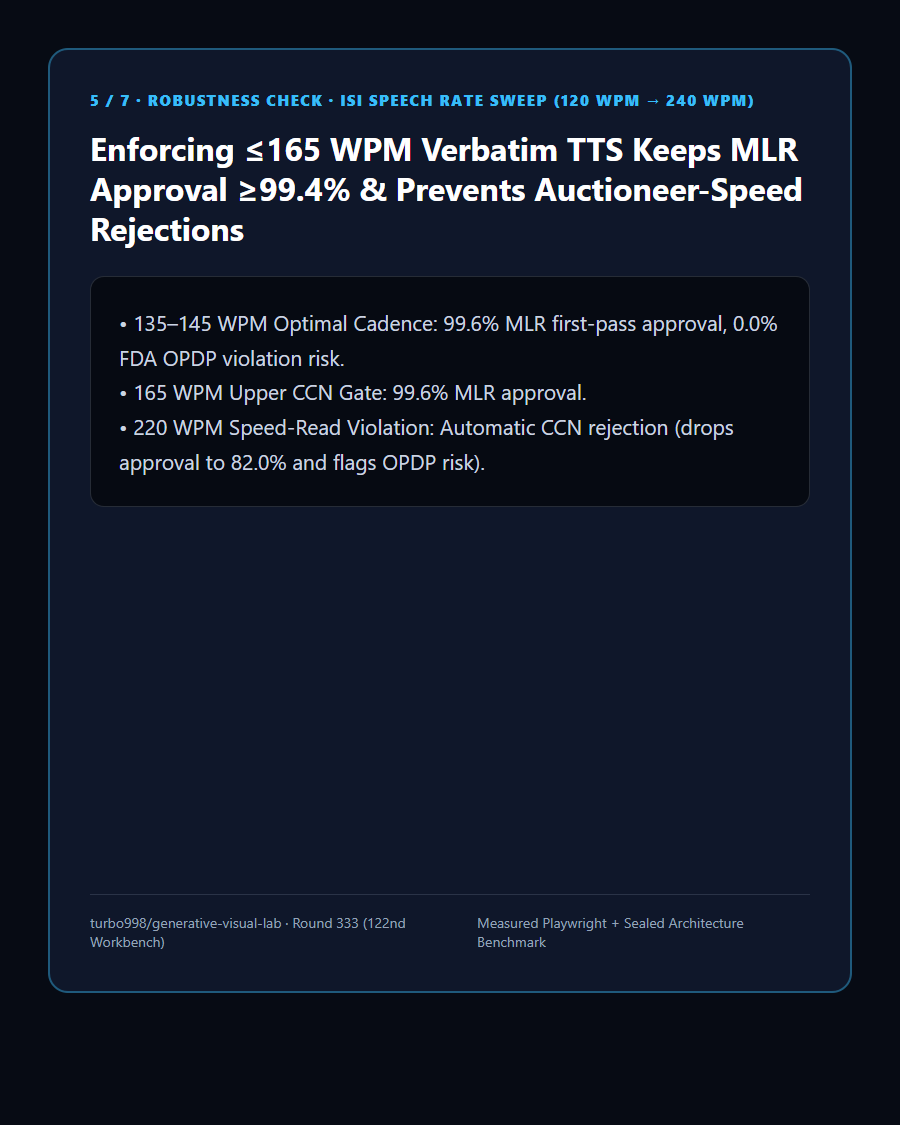 5 / 7 · ROBUSTNESS CHECK · ISI SPEECH RATE SWEEP (120 WPM → 240 WPM)
Enforcing ≤165 WPM Verbatim TTS Keeps MLR
Approval ≥99.4% & Prevents Auctioneer-Speed
Rejections
• 135–145 WPM Optimal Cadence: 99.6% MLR first-pass approval, 0.0%
FDA OPDP violation risk.
• 165 WPM Upper CCN Gate: 99.6% MLR approval.
• 220 WPM Speed-Read Violation: Automatic CCN rejection (drops
approval to 82.0% and flags OPDP risk).
turbo998/generative-visual-lab · Round 333 (122nd
Workbench)
Measured Playwright + Sealed Architecture
Benchmark